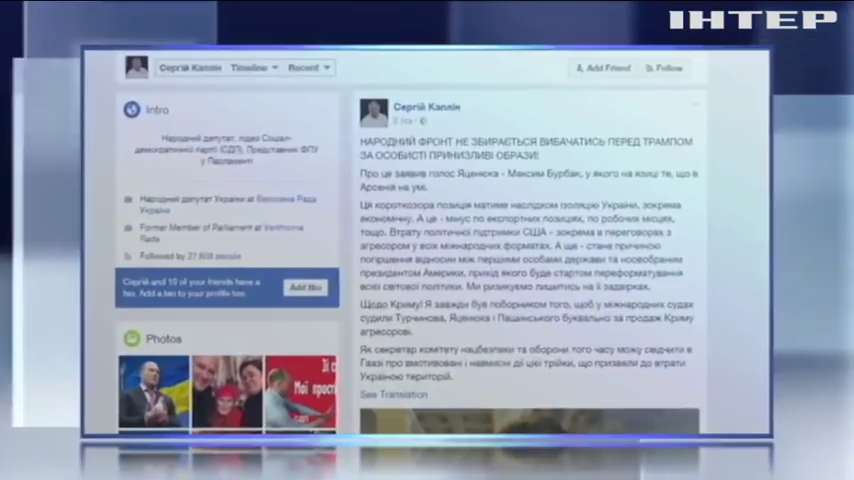 ІНТЕР
Сергій Каплін Timeline Recent
Add Friend Follow
Intro
Народний депутат, лідер Соціал-
демократичної партії (СДП). Представник ФПУ
у Парламенті
Народний депутат України at Верховна Рада
України
Former Member of Parliament at Verkhovna
Rada
Followed by people
Сергій and 10 of your friends have a
bio. Add a bio to your profile too.
Add Bio
Photos
Зі с
Мої прост
Сергій Каплін
НАРОДНИЙ ФРОНТ НЕ ЗБИРАЄТЬСЯ ВИБАЧАТИСЬ ПЕРЕД ТРАМПОМ
ЗА ОСОБИСТІ ПРИНИЗЛИВІ ОБРАЗИ!
Про це заявив голос Яценюка - Максим Бурбак, у якого на язиці те, що в
Арсенія на умі.
Ця короткозора позиція матиме наслідком ізоляцію України, зокрема
економічну. А це - мінус по експортних позиціях, по робочих місцях,
тощо. Втрату політичної підтримки США - зокрема в переговорах з
агресором у всіх міжнародних форматах. А ще - стане причиною
погіршення відносин між першими особами держави та новообраним
президентом Америки, прихід якого буде стартом переформатування
всієї світової політики. Ми ризикуємо лишитись на її задвірках.
Щодо Криму! Я завжди був поборником того, щоб у міжнародних судах
судили Турчинова, Яценюка і Пашинського буквально за продаж Криму
агресорові.
Як секретар комітету нацбезпеки та оборони того часу можу свідчити в
Гаазі про вмотивовані і навмисні дії цієї трійки, що призвели до втрати
Україною територій.
See Translation